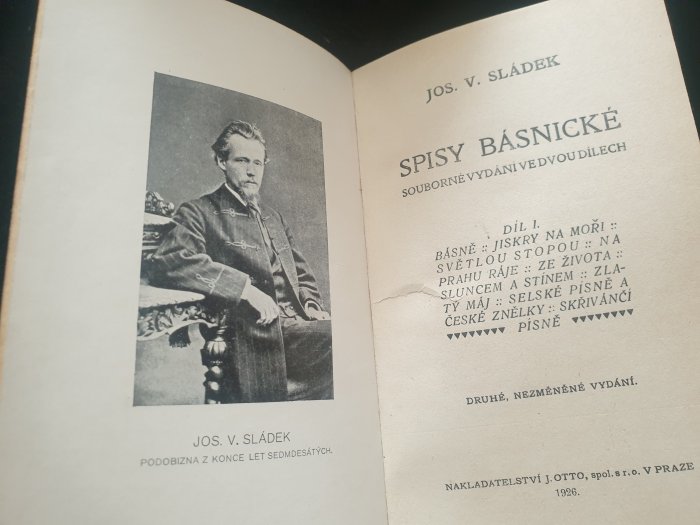 JOS. V. SLÁDEK
PODOBIZNA Z KONCE LET SEDMDESÁTÝCH.
JOS. V. SLÁDEK
SPISY BÁSNICKÉ
SOUBORNÉ VYDÁNÍ VE DVOU DÍLECH
DÍL I.
BÁSNĚ :: JISKRY NA MOŘI ::
SVĚTLOU STOPOU :: NA
PRAHU RÁJE :: ZE ŽIVOTA ::
SLUNCEM A STÍNEM :: ZLA-
TÝ MÁJ :: SELSKÉ PÍSNĚ A
ČESKÉ ZNĚLKY :: SKŘIVÁNČÍ
PÍSNĚ
DRUHÉ, NEZMĚNĚNÉ VYDÁNÍ.
NAKLADATELSTVÍ J. OTTO, spol. s r. o. V PRAZE
1926.